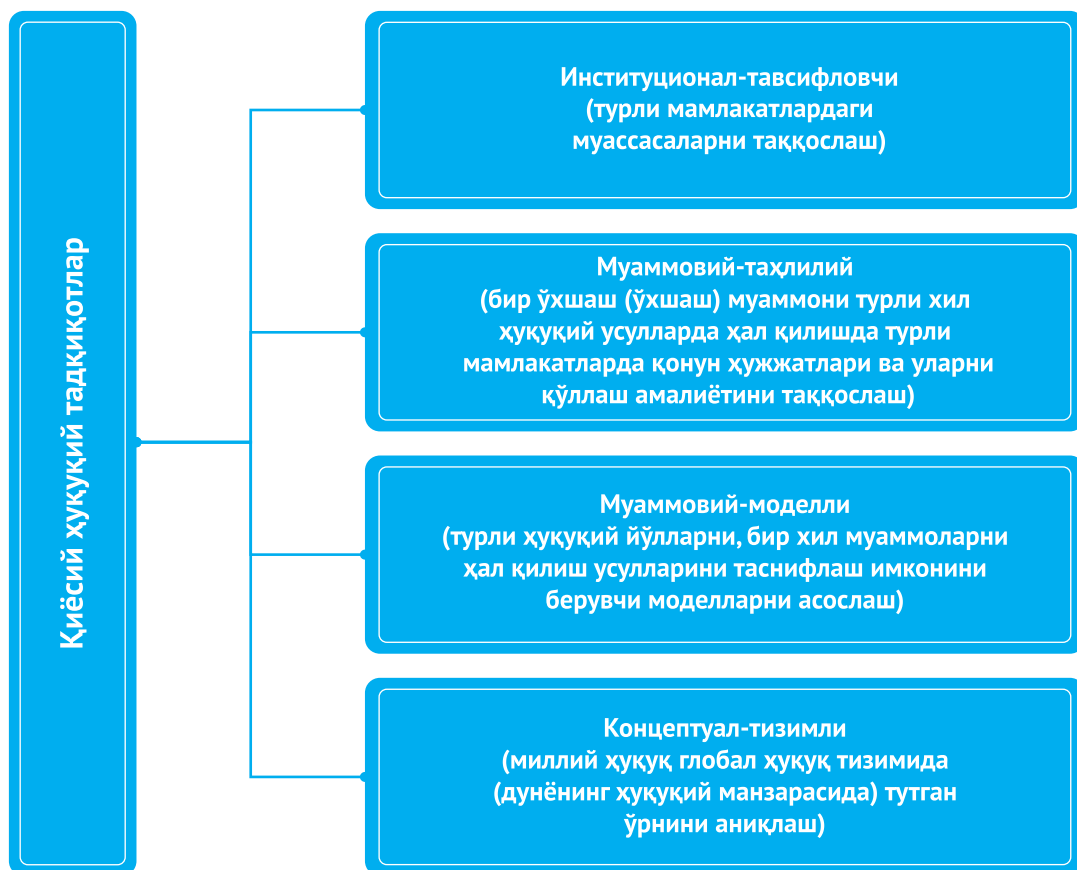 Қиёсий ҳуқуқий тадқиқотлар
Институционал-тавсифловчи
(турли мамлакатлардаги
муассасаларни таққослаш)
Муаммовий-таҳлилий
(бир ўхшаш (ўхшаш) муаммони турли хил
ҳуқуқий усулларда ҳал қилишда турли
мамлакатларда қонун ҳужжатлари ва уларни
қўллаш амалиётини таққослаш)
Муаммовий-моделли
(турли ҳуқуқий йўлларни, бир хил муаммоларни
ҳал қилиш усулларини таснифлаш имконини
берувчи моделларни асослаш)
Концептуал-тизимли
(миллий ҳуқуқ глобал ҳуқуқ тизимида
(дунёнинг ҳуқуқий манзарасида) тутган
ўрнини аниқлаш)